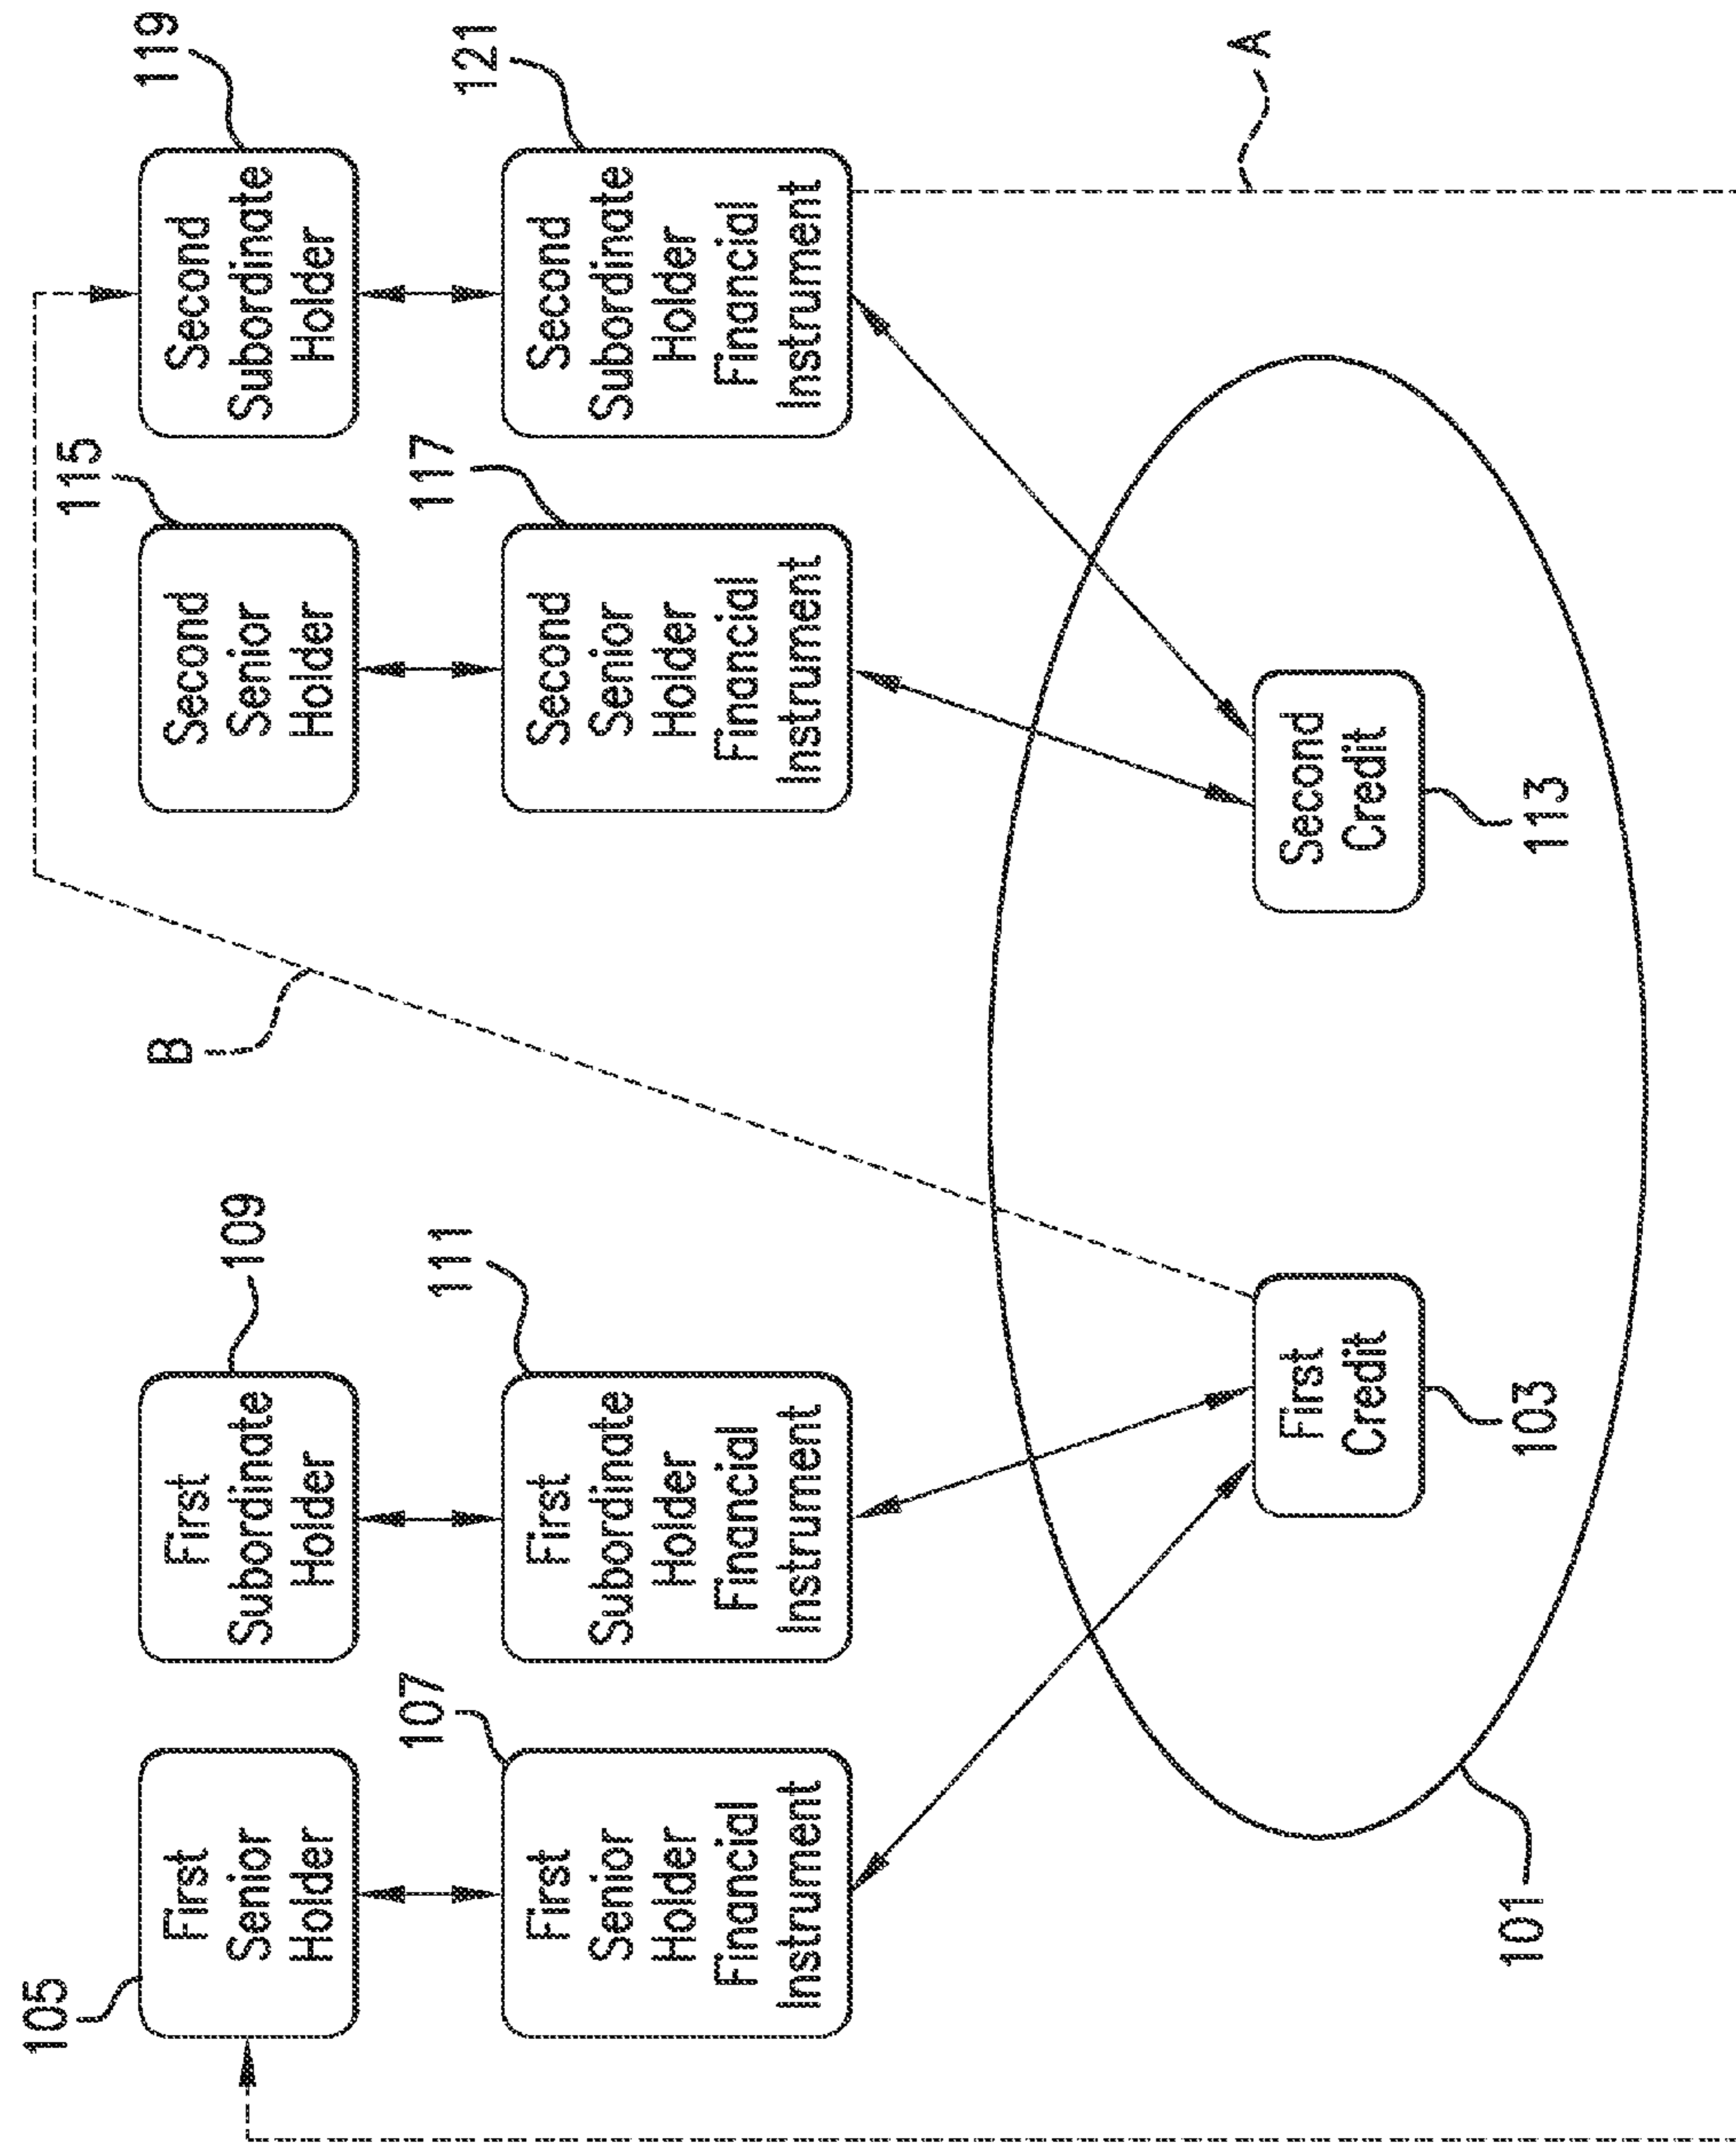 105
First
Senior
Holder
107
First
Senior
Holder
Financial
Instrument
109
First
Subordinate
Holder
111
First
Subordinate
Holder
Financial
Instrument
B
115
Second
Senior
Holder
117
Second
Senior
Holder
Financial
Instrument
119
Second
Subordinate
Holder
121
Second
Subordinate
Holder
Financial
Instrument
A
First
Credit
103
Second
Credit
113
101